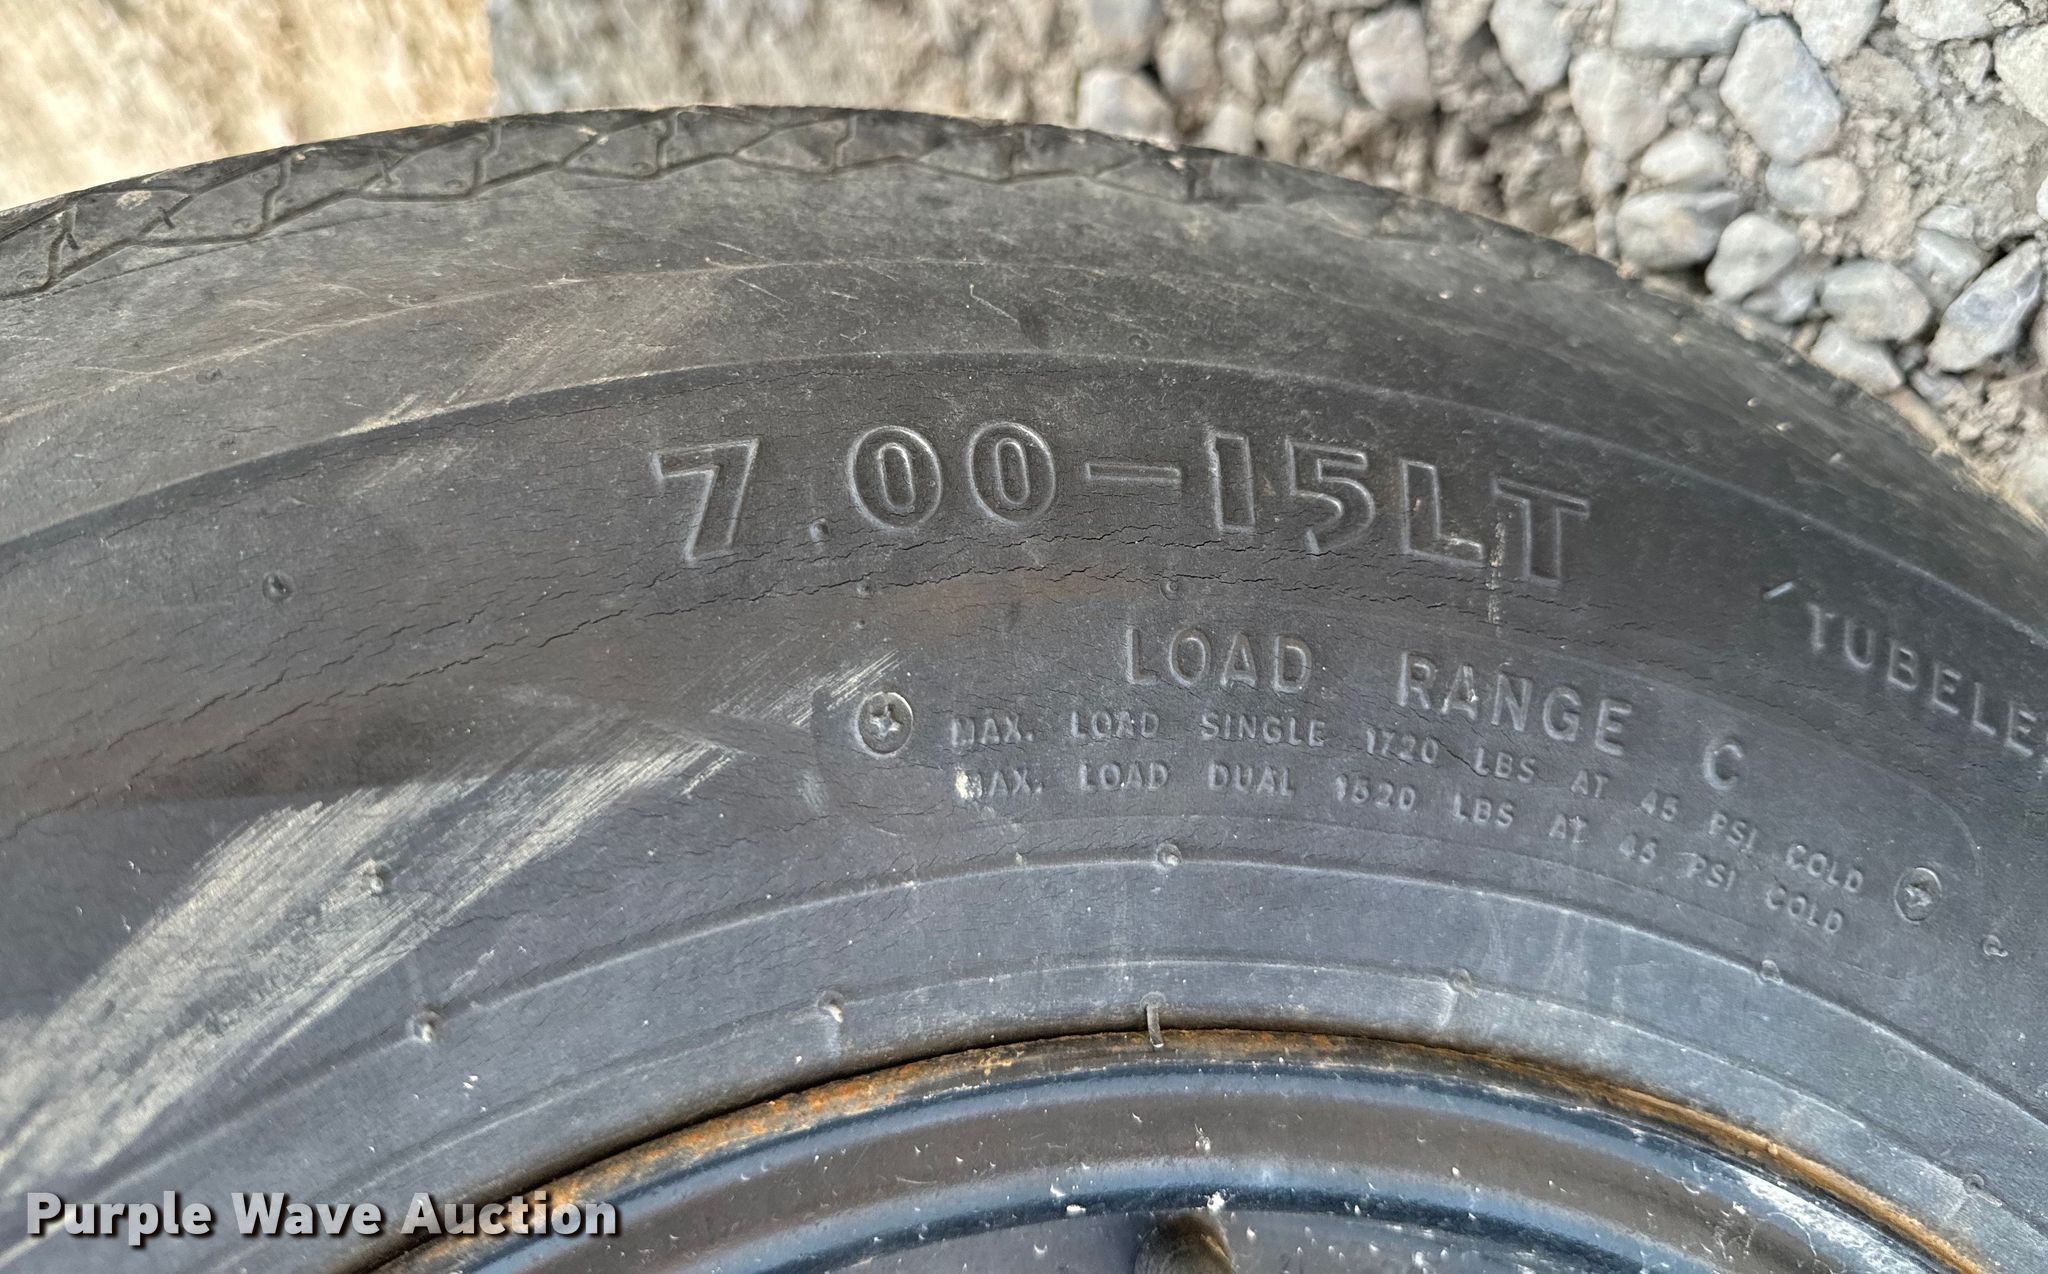 7.00-15LT
TUBELE
LOAD RANGE C
MAX. LOAD SINGLE 1720 LBS AT 45 PSI COLD
MAX. LOAD DUAL 1520 LBS AT 45 PSI COLD
Purple Wave Auction